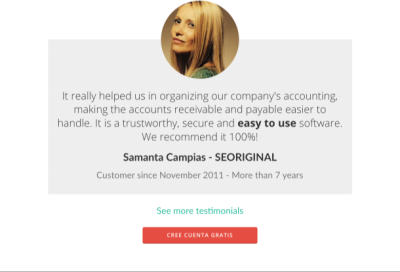 It really helped us in organizing our company's accounting,
making the accounts receivable and payable easier to
handle. It is a trustworthy, secure and easy to use software.
We recommend it 100%!
Samanta Campias - SEORIGINAL
Customer since November 2011 - More than 7 years
See more testimonials
CREE CUENTA GRATIS